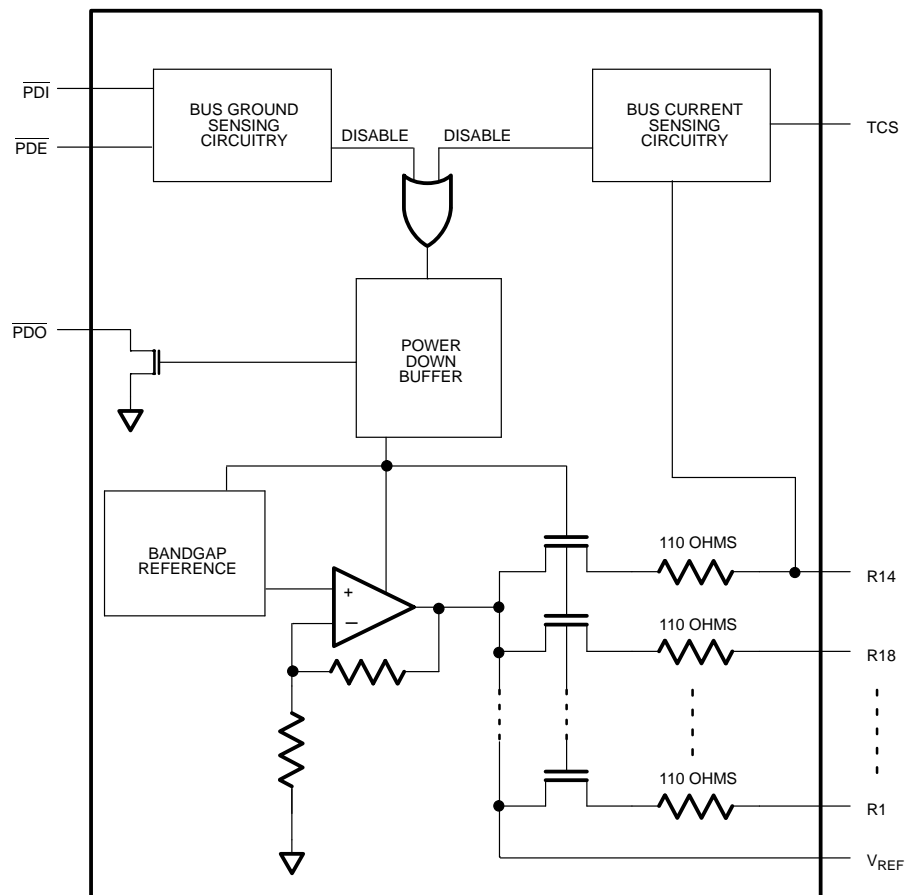 PDI
BUS GROUND
SENSING
CIRCUITRY
PDE
DISABLE
DISABLE
BUS CURRENT
SENSING
CIRCUITRY
TCS
PDO
POWER
DOWN
BUFFER
BANDGAP
REFERENCE
+
−
110 OHMS
R14
110 OHMS
R18
110 OHMS
R1
VREF